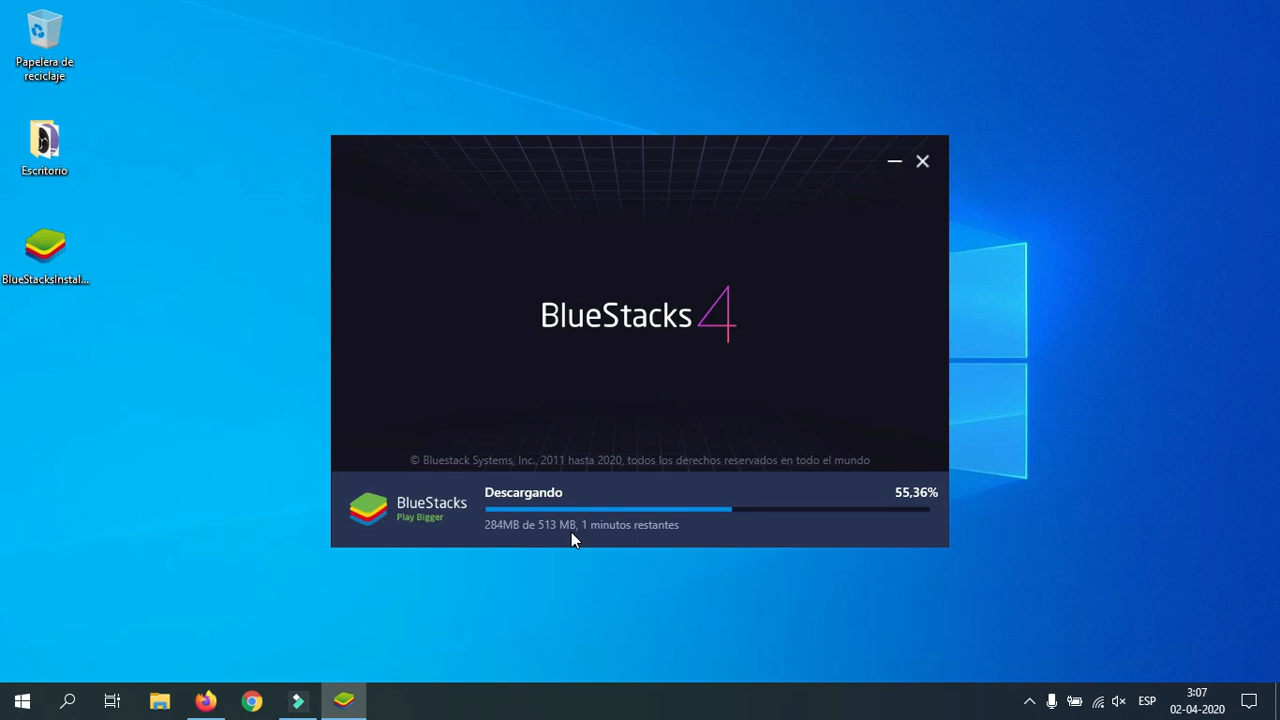 Papelera de
reciclaje
Escritorio
BlueStacksInstal...
BlueStacks 4
© Bluestack Systems, Inc., 2011 hasta 2020, todos los derechos reservados en todo el mundo
BlueStacks
Play Bigger
Descargando
55,36%
284MB de 513 MB, 1 minutos restantes
ESP
3:07
02-04-2020